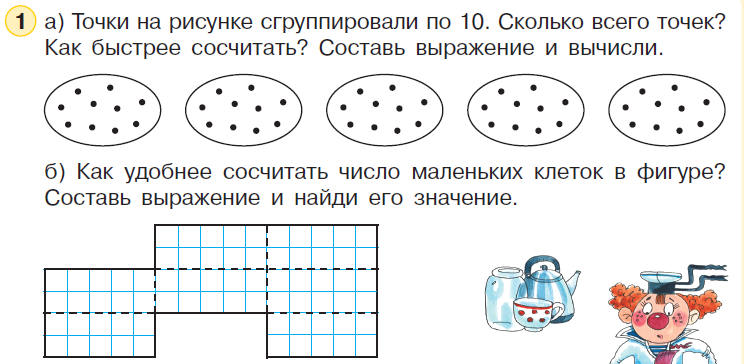 1 а) Точки на рисунке сгруппировали по 10. Сколько всего точек?
Как быстрее сосчитать? Составь выражение и вычисли.
б) Как удобнее сосчитать число маленьких клеток в фигуре?
Составь выражение и найди его значение.